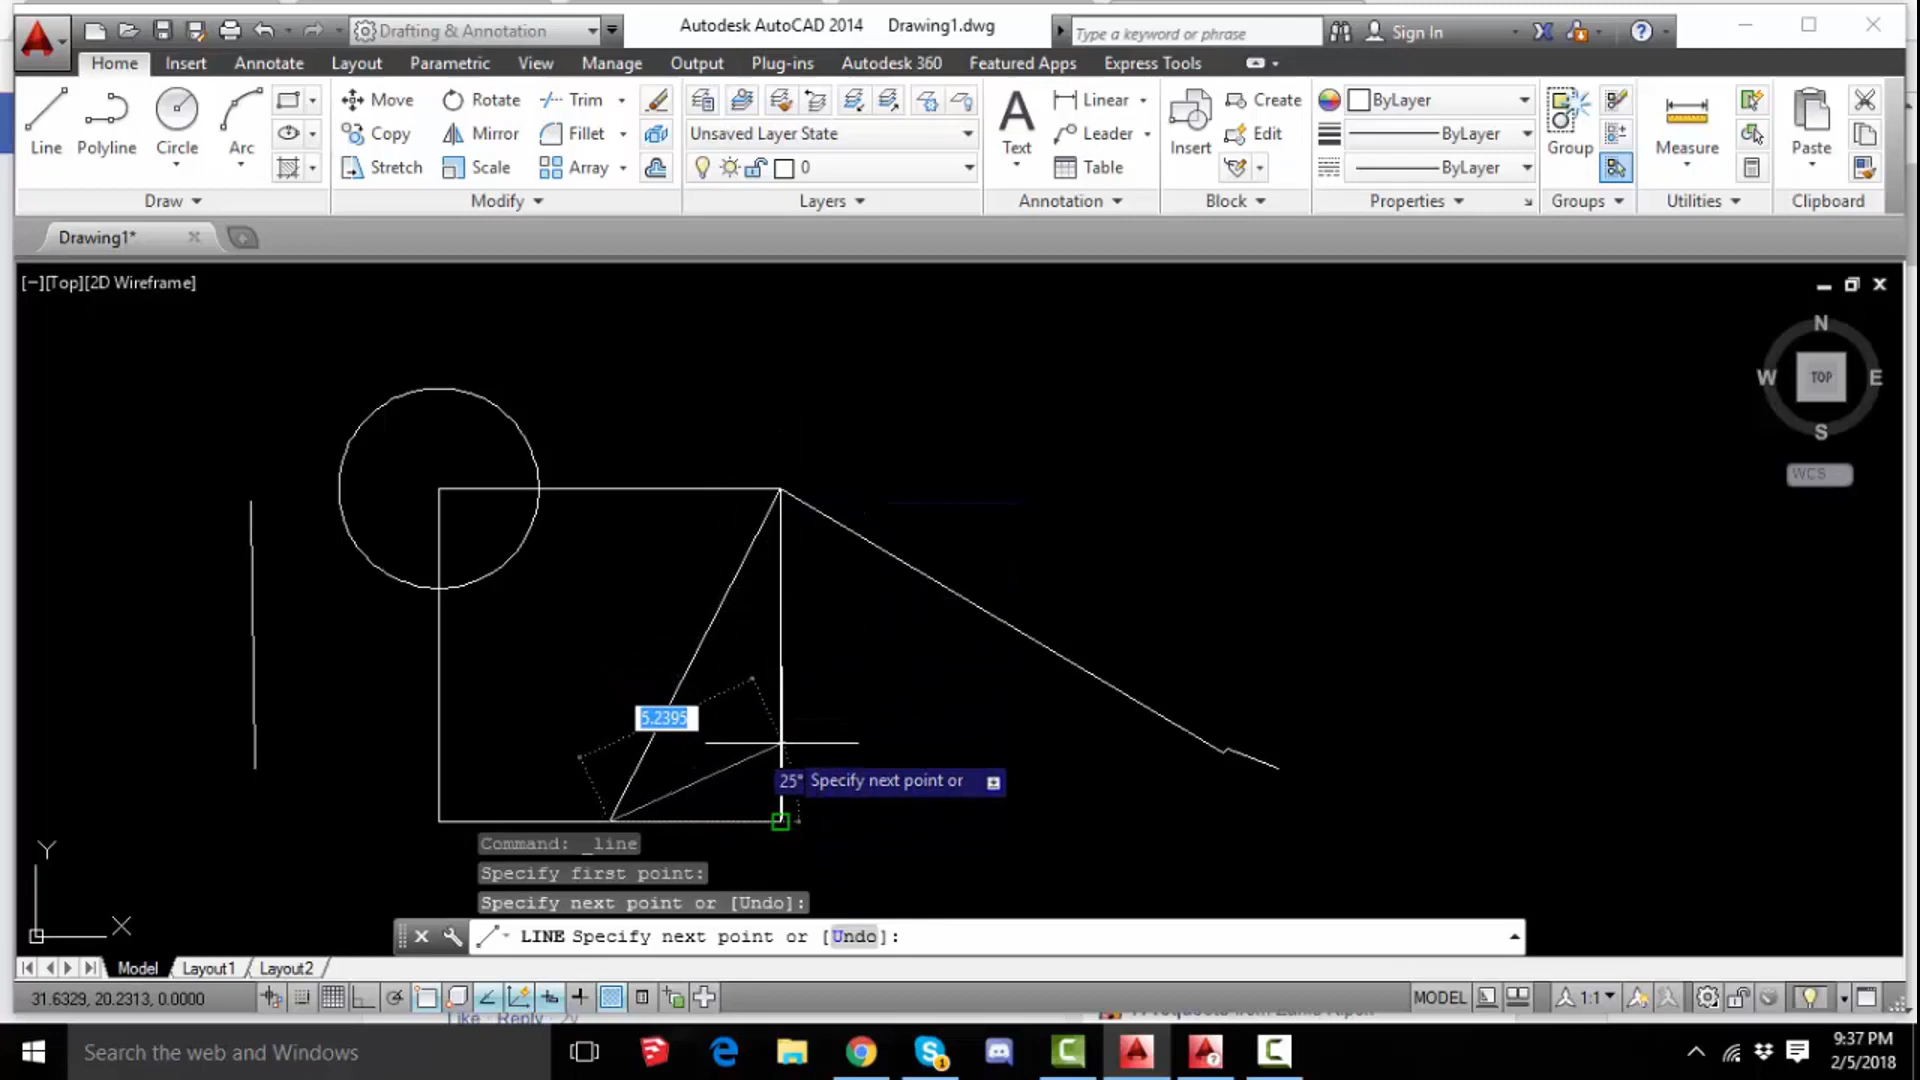 Drafting & Annotation
Autodesk AutoCAD 2014 Drawing1.dwg
Type a keyword or phrase
Sign In
Home Insert Annotate Layout Parametric View Manage Output Plug-ins Autodesk 360 Featured Apps Express Tools
Line Polyline Circle Arc
Move Rotate Trim
Copy Mirror Fillet
Stretch Scale Array
Unsaved Layer State
0
Text
Linear
Leader
Table
Insert
Create
Edit
ByLayer
ByLayer
ByLayer
Group
Measure
Paste
Draw Modify Layers Annotation Block Properties Groups Utilities Clipboard
Drawing1*
[−][Top][2D Wireframe]
N
W TOP E
S
WCS
5.2395
25° Specify next point or
Y
X
Command: _line
Specify first point:
Specify next point or [Undo]:
LINE Specify next point or [Undo]:
Model Layout1 Layout2
31.6329, 20.2313, 0.0000
MODEL
1:1
Like · Reply · 2y
Search the web and Windows
1
9:37 PM
2/5/2018